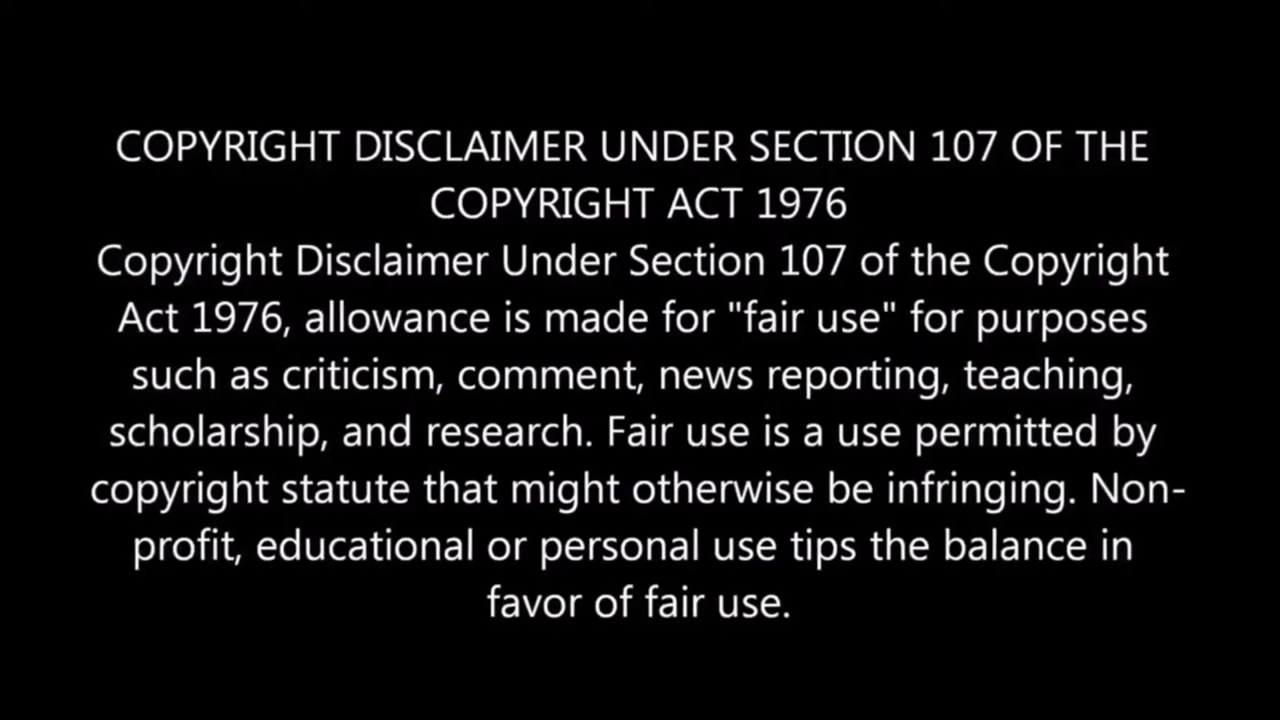 COPYRIGHT DISCLAIMER UNDER SECTION 107 OF THE
COPYRIGHT ACT 1976
Copyright Disclaimer Under Section 107 of the Copyright
Act 1976, allowance is made for "fair use" for purposes
such as criticism, comment, news reporting, teaching,
scholarship, and research. Fair use is a use permitted by
copyright statute that might otherwise be infringing. Non-
profit, educational or personal use tips the balance in
favor of fair use.